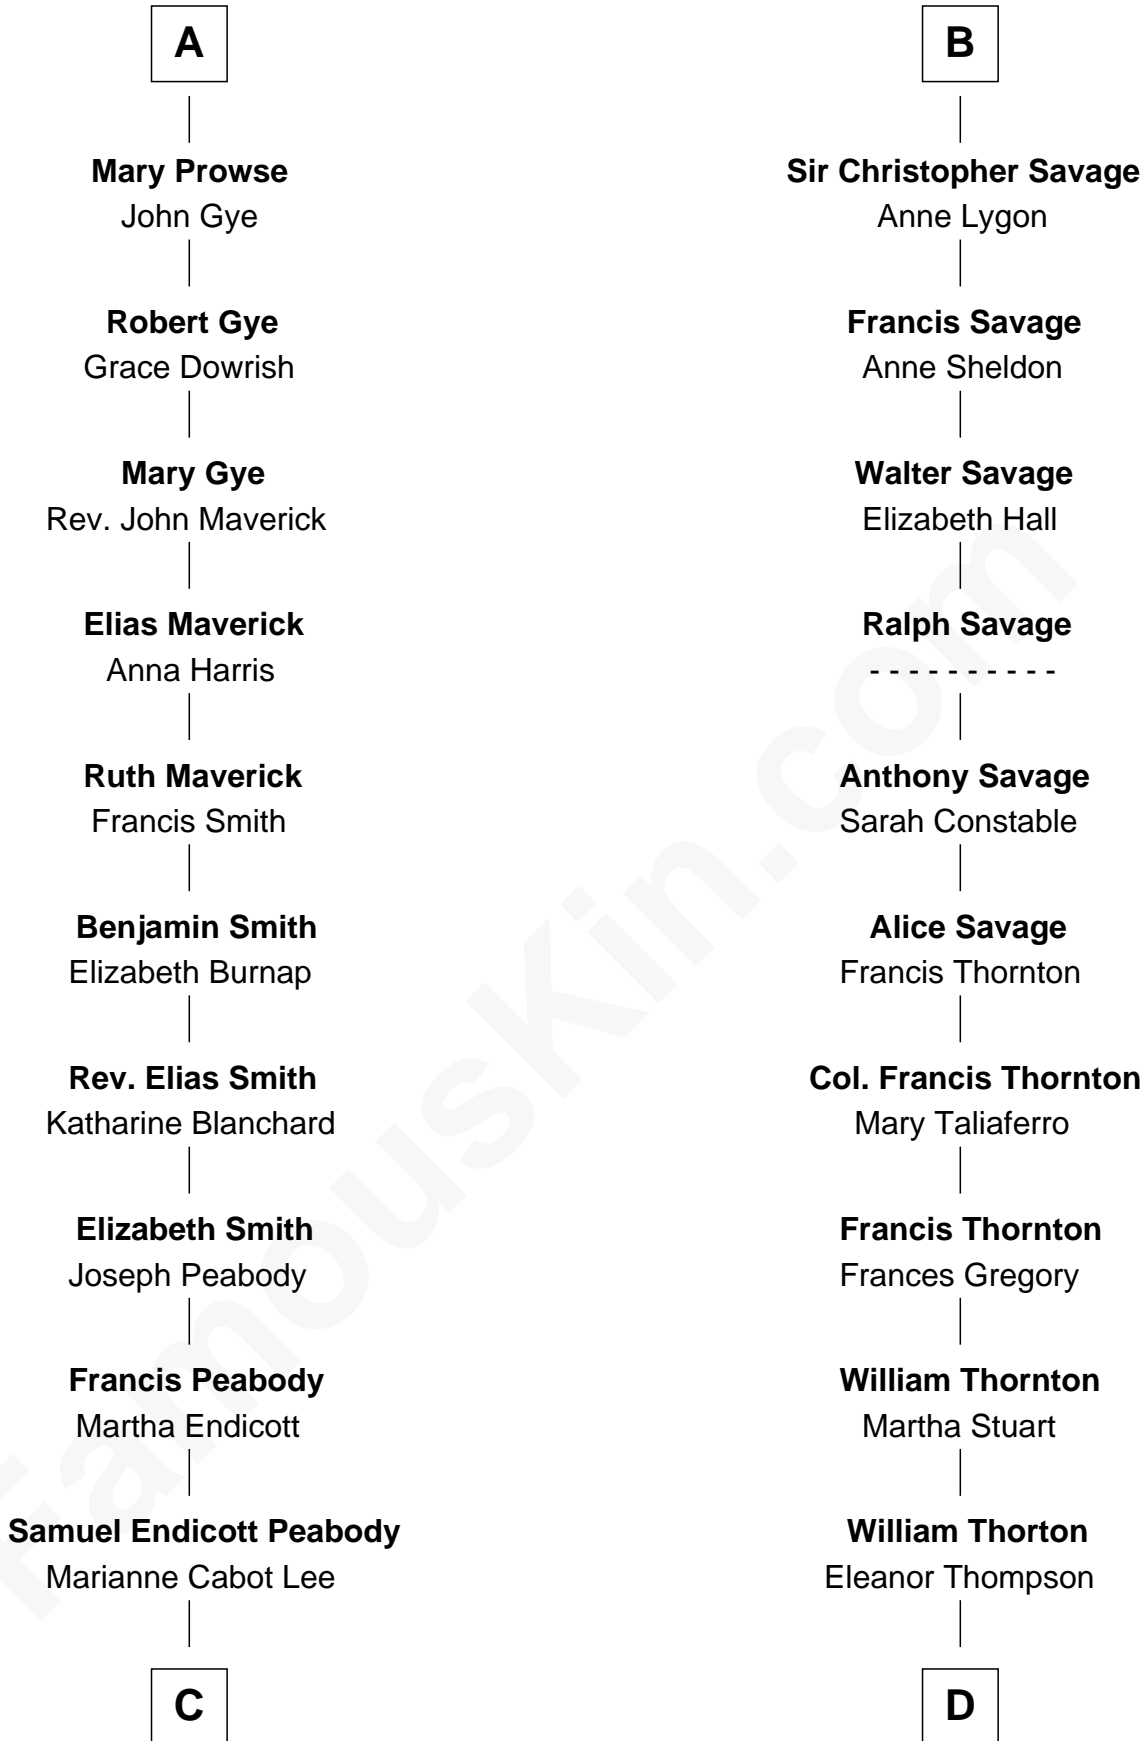 A
Mary Prowse
John Gye
Robert Gye
Grace Dowrish
Mary Gye
Rev. John Maverick
Elias Maverick
Anna Harris
Ruth Maverick
Francis Smith
Benjamin Smith
Elizabeth Burnap
Rev. Elias Smith
Katharine Blanchard
Elizabeth Smith
Joseph Peabody
Francis Peabody
Martha Endicott
Samuel Endicott Peabody
Marianne Cabot Lee
C
B
Sir Christopher Savage
Anne Lygon
Francis Savage
Anne Sheldon
Walter Savage
Elizabeth Hall
Ralph Savage
- - - - - - - - - -
Anthony Savage
Sarah Constable
Alice Savage
Francis Thornton
Col. Francis Thornton
Mary Taliaferro
Francis Thornton
Frances Gregory
William Thornton
Martha Stuart
William Thorton
Eleanor Thompson
D
FamousKin.com